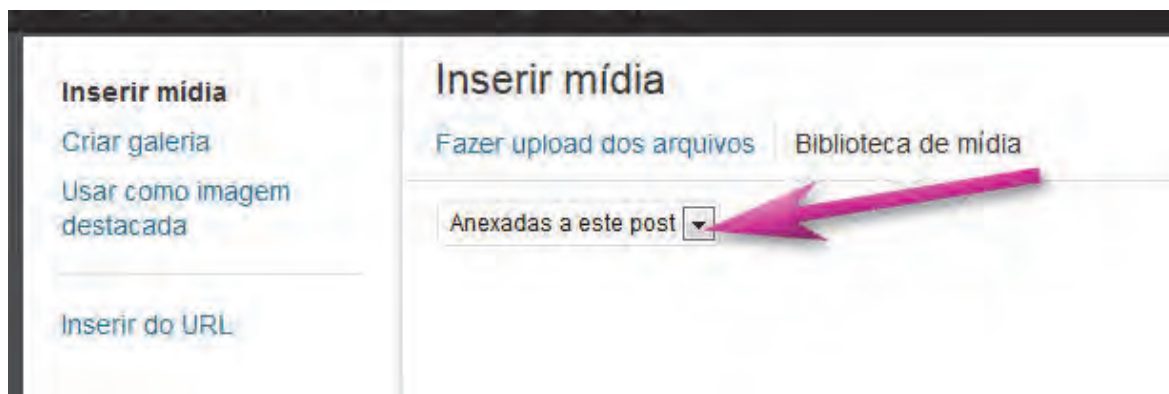 Inserir mídia
Criar galeria
Usar como imagem
destacada
Inserir do URL
Inserir mídia
Fazer upload dos arquivos
Biblioteca de mídia
Anexadas a este post